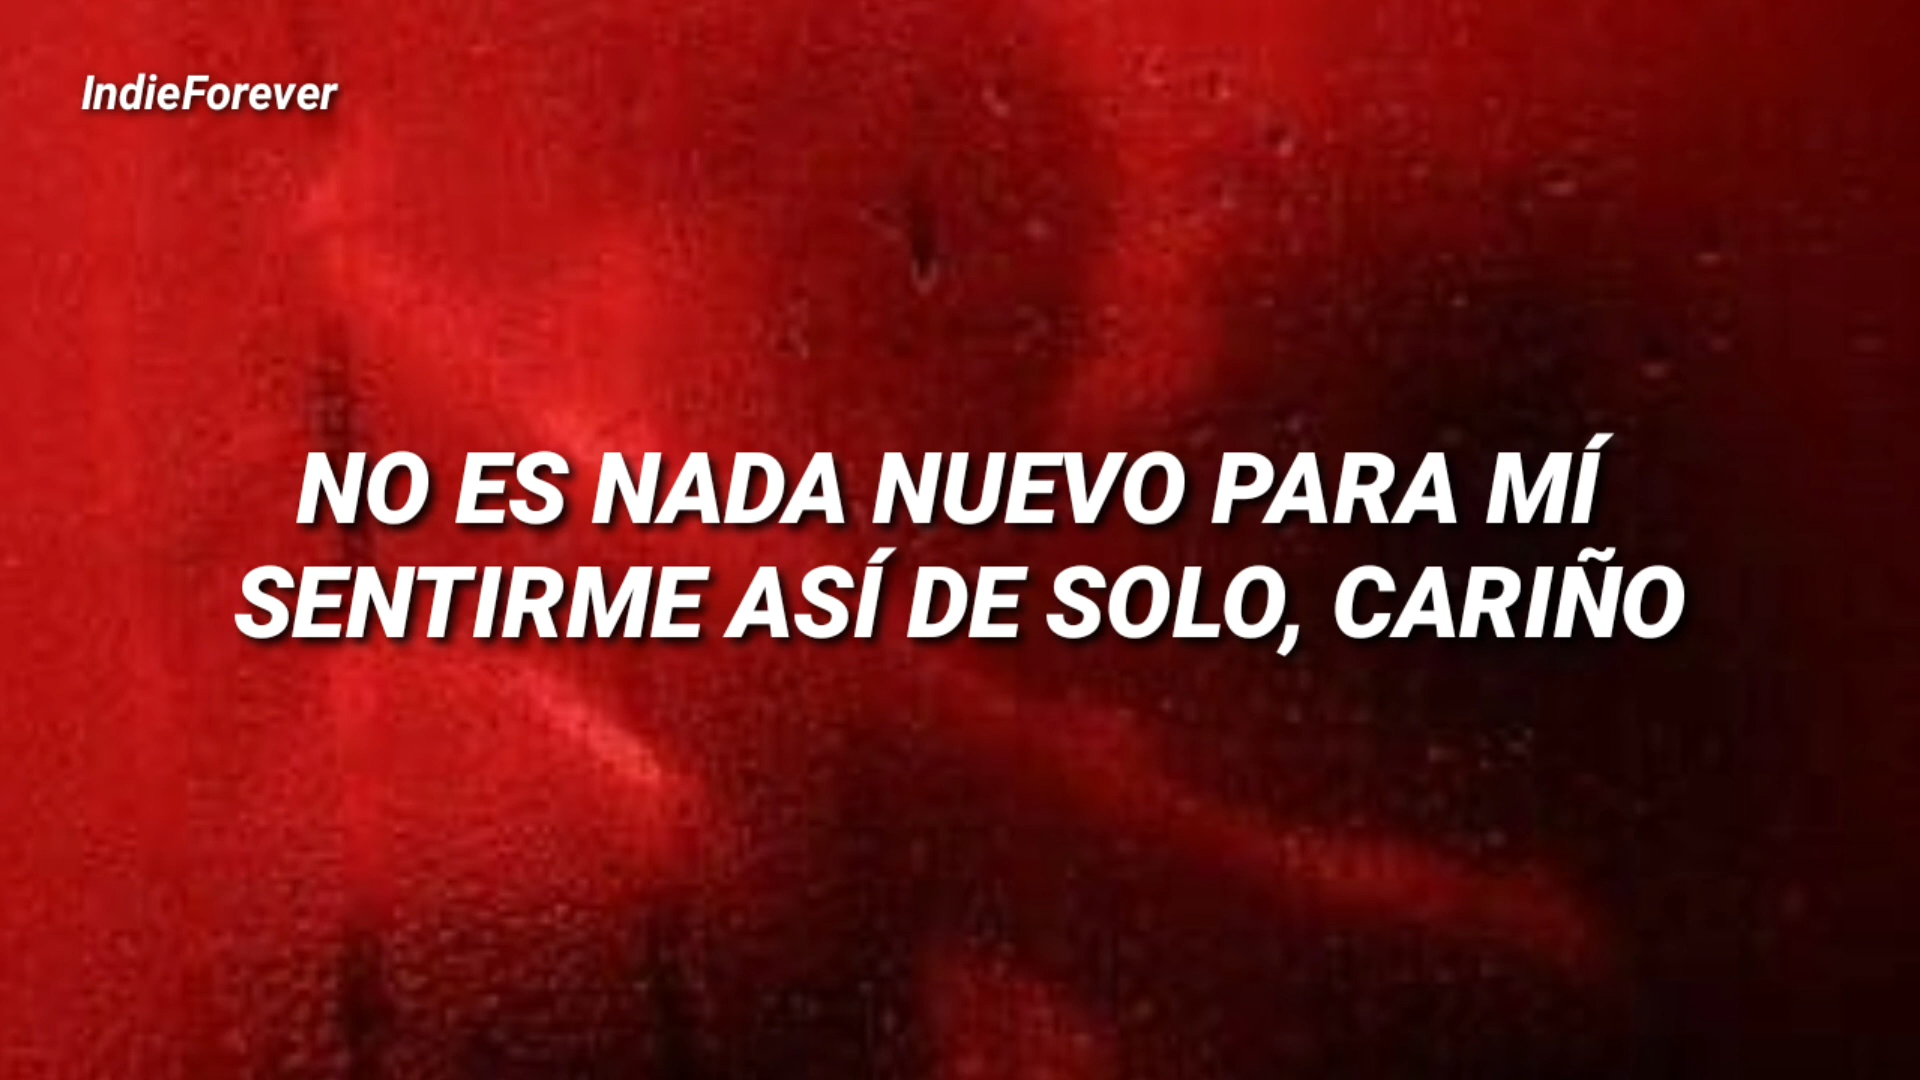 IndieForever
NO ES NADA NUEVO PARA MÍ
SENTIRME ASÍ DE SOLO, CARIÑO